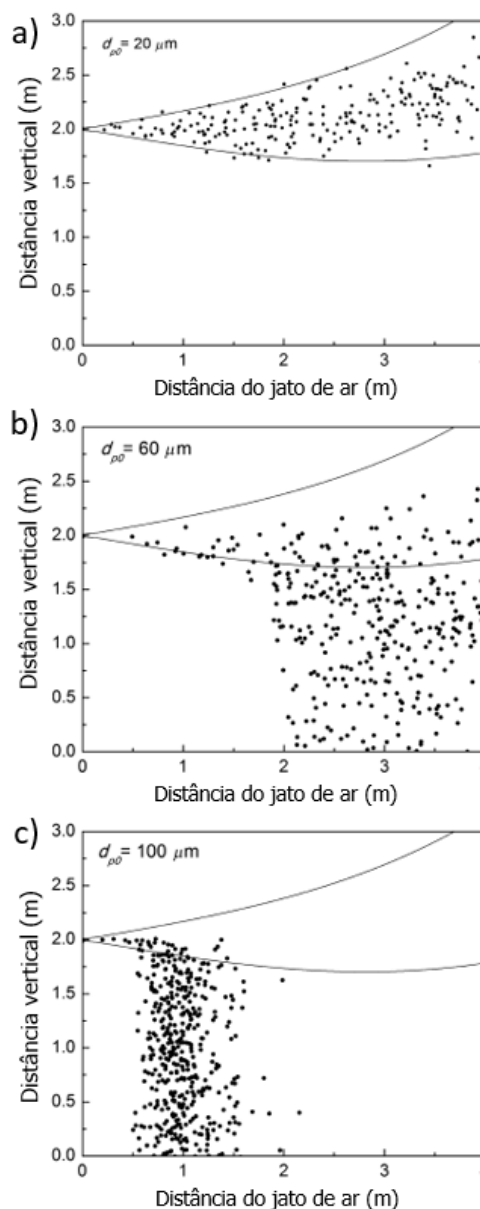 a)
d_p0 = 20 μm
3.0
2.5
2.0
1.5
1.0
0.5
0.0
Distância vertical (m)
0 1 2 3 4
Distância do jato de ar (m)
b)
d_p0 = 60 μm
3.0
2.5
2.0
1.5
1.0
0.5
0.0
Distância vertical (m)
0 1 2 3 4
Distância do jato de ar (m)
c)
d_p0 = 100 μm
3.0
2.5
2.0
1.5
1.0
0.5
0.0
Distância vertical (m)
0 1 2 3 4
Distância do jato de ar (m)